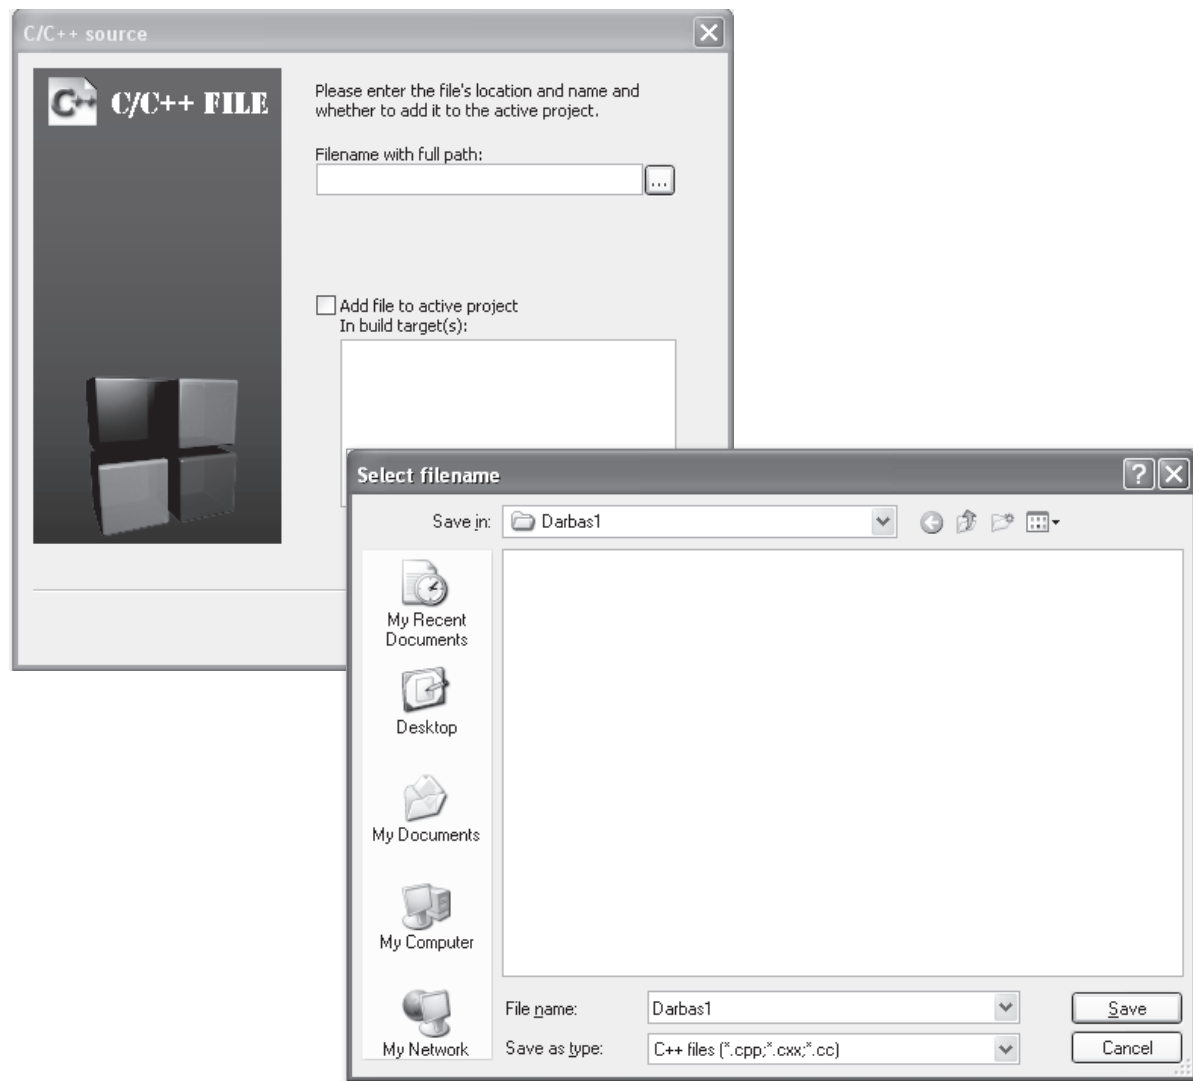 C/C++ source
C++
C/C++ FILE
Please enter the file's location and name and
whether to add it to the active project.
Filename with full path:
...
Add file to active project
In build target(s):
Select filename
?
Save in:
Darbas1
My Recent
Documents
Desktop
My Documents
My Computer
My Network
File name:
Darbas1
Save
Save as type:
C++ files (*.cpp;*.cxx;*.cc)
Cancel